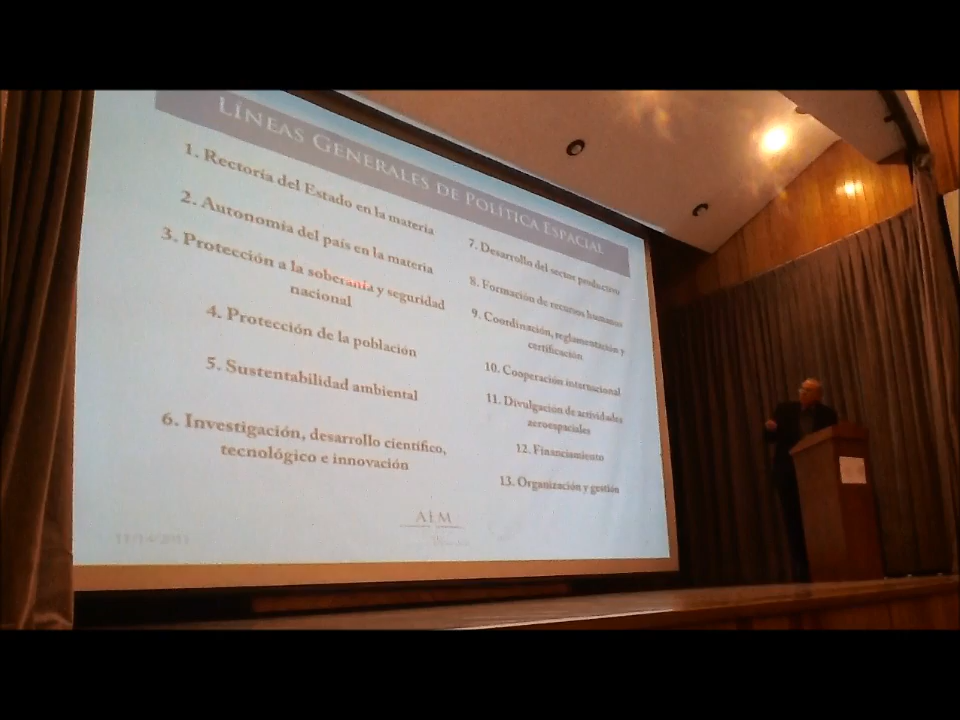 LÍNEAS GENERALES DE POLÍTICA ESPACIAL
1. Rectoría del Estado en la materia
2. Autonomía del país en la materia
3. Protección a la soberanía y seguridad
nacional
4. Protección de la población
5. Sustentabilidad ambiental
6. Investigación, desarrollo científico,
tecnológico e innovación
7. Desarrollo del sector productivo
8. Formación de recursos humanos
9. Coordinación, reglamentación y
certificación
10. Cooperación internacional
11. Divulgación de actividades
aeroespaciales
12. Financiamiento
13. Organización y gestión